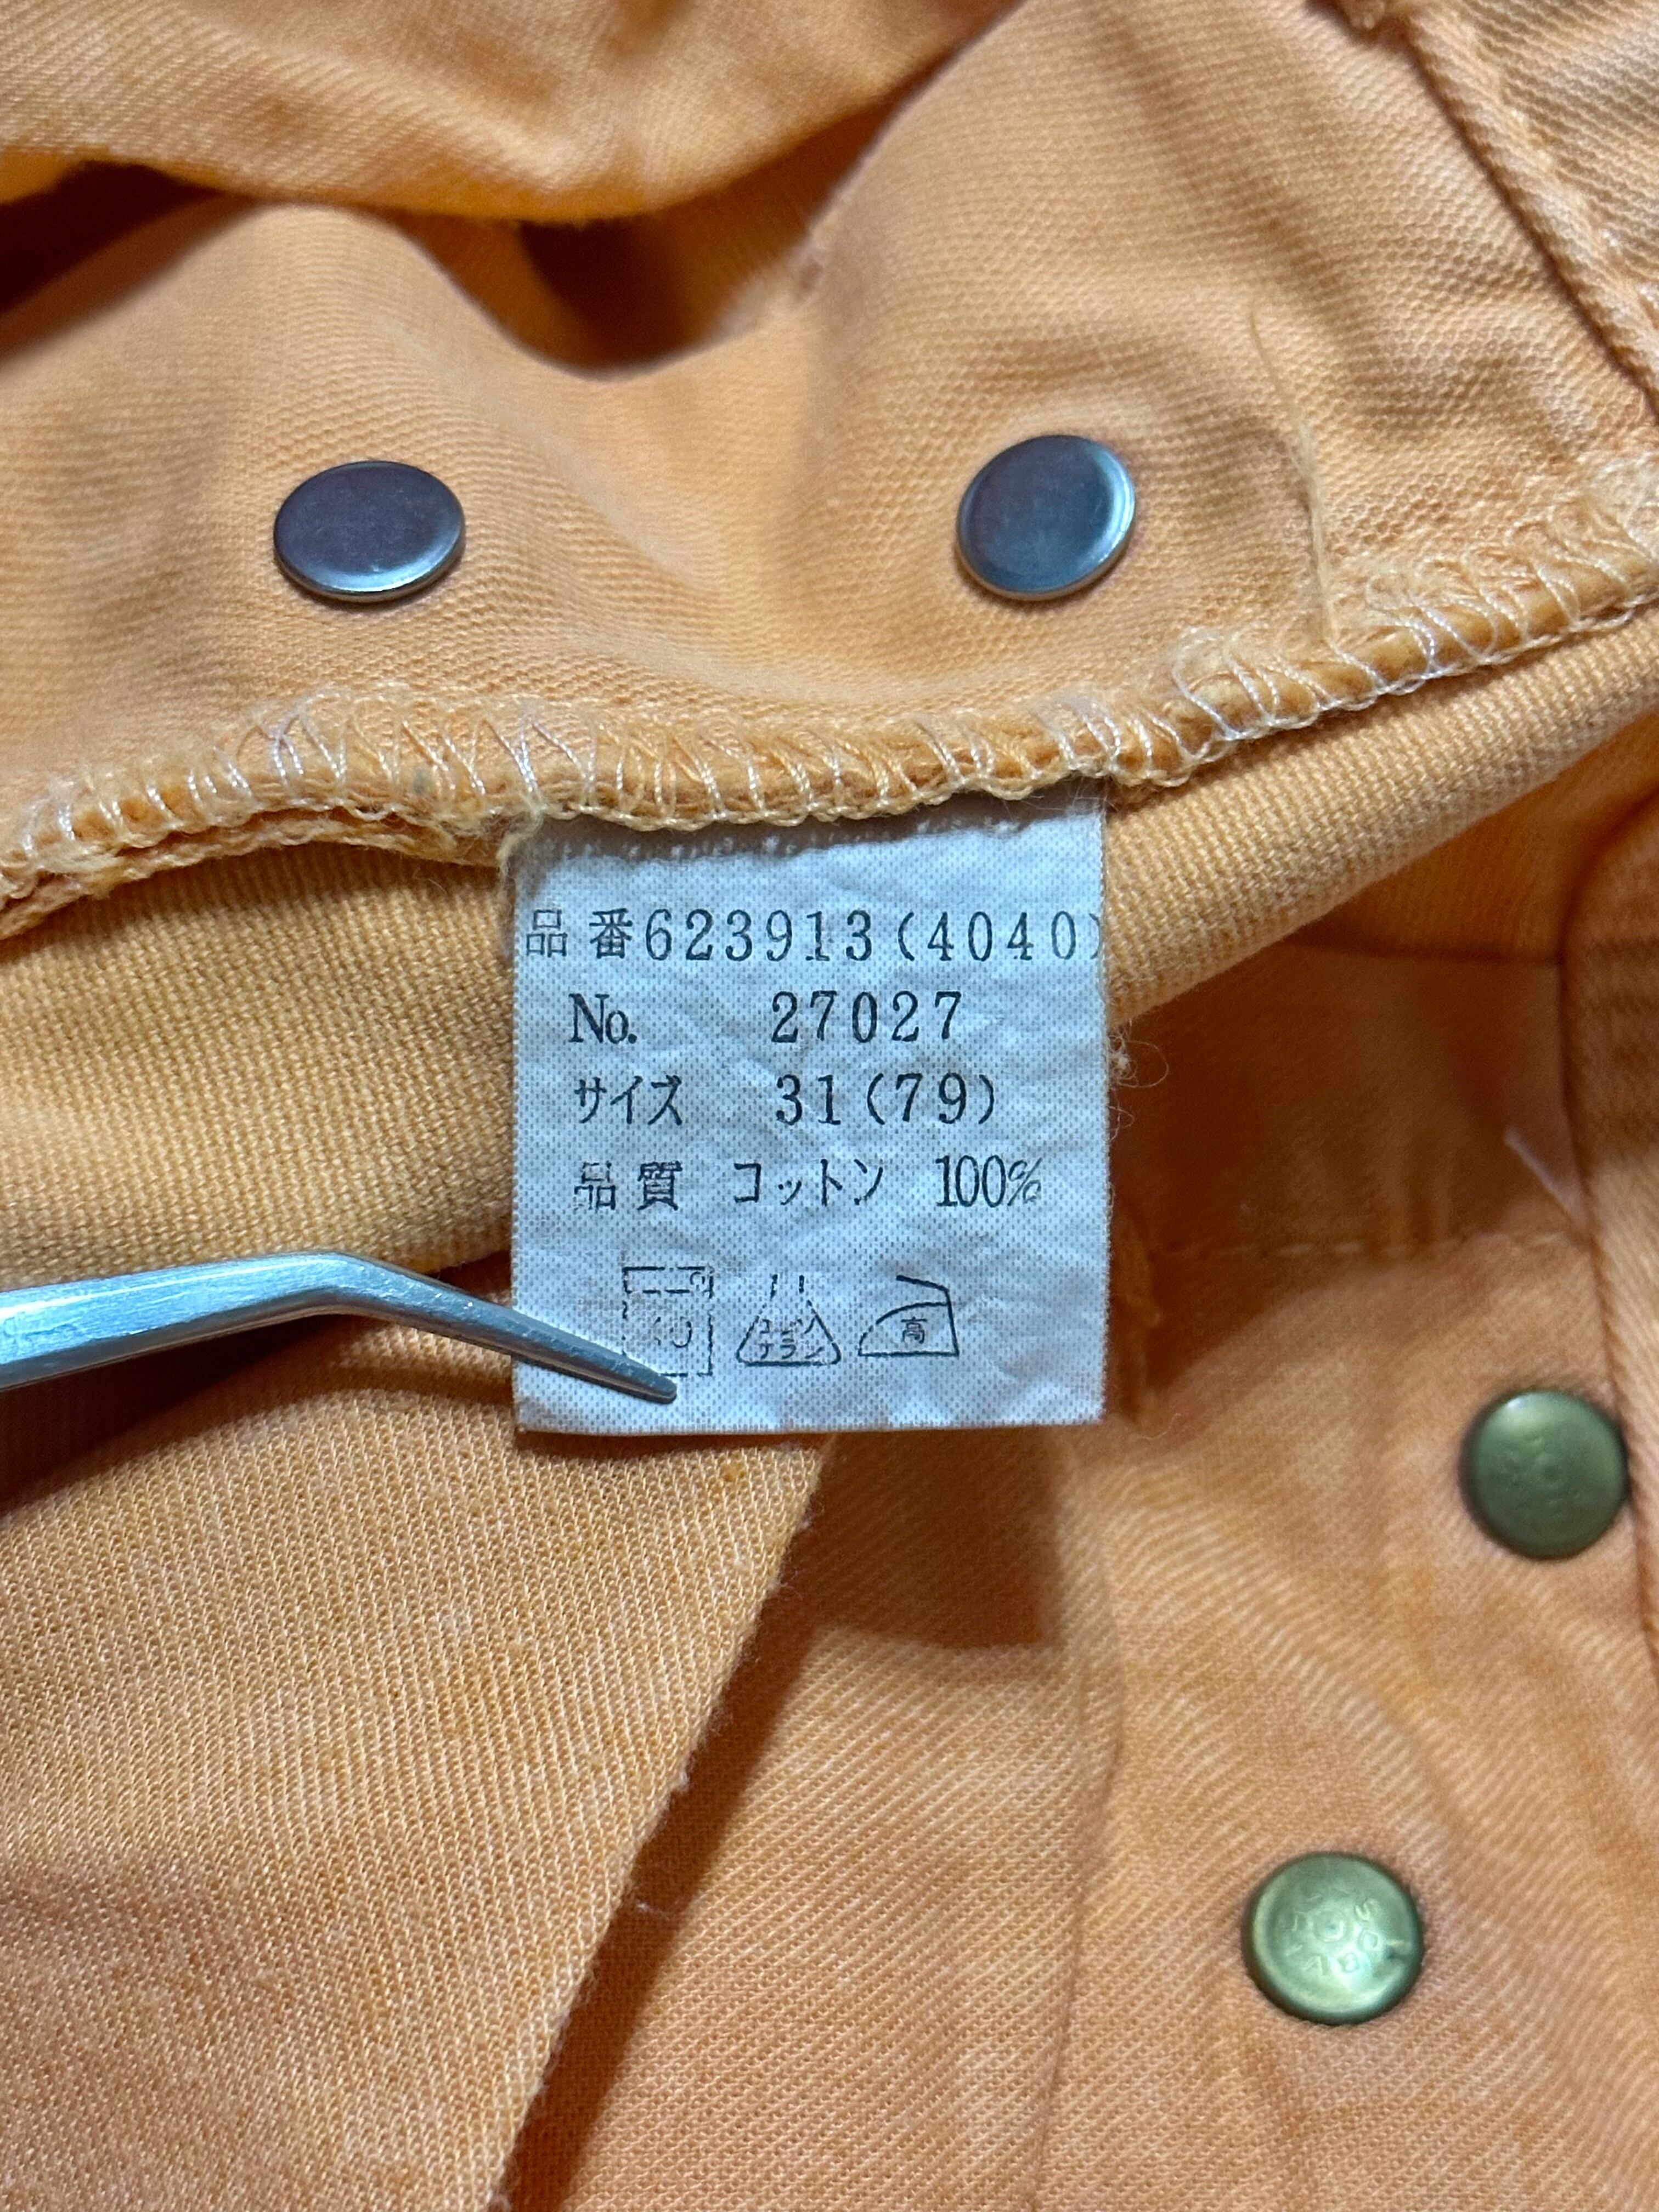 品番623913(4040)
No. 27027
サイズ 31(79)
品質 コットン 100%
40
高